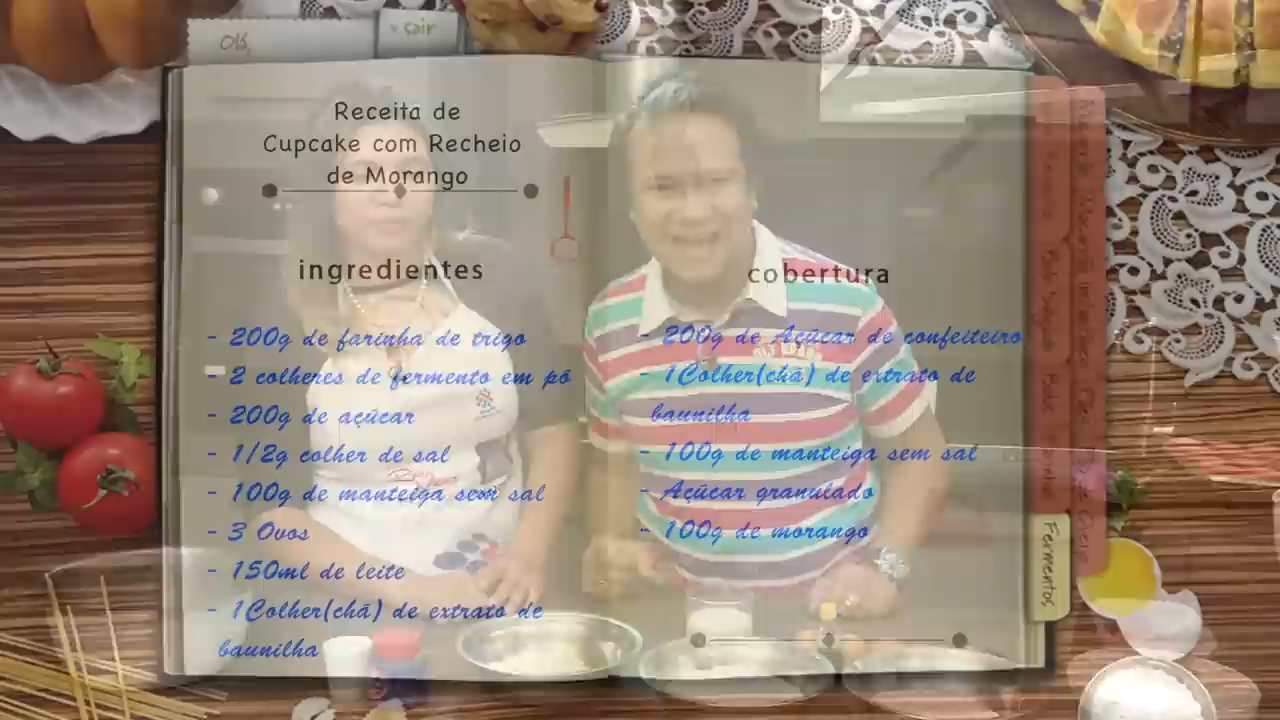 Olá,
sair
Receita de
Cupcake com Recheio
de Morango
ingredientes
- 200g de farinha de trigo
- 2 colheres de fermento em pó
- 200g de açúcar
- 1/2g colher de sal
- 100g de manteiga sem sal
- 3 Ovos
- 150ml de leite
- 1Colher(chá) de extrato de
baunilha
cobertura
- 200g de Açúcar de confeiteiro
- 1Colher(chá) de extrato de
baunilha
- 100g de manteiga sem sal
- Açúcar granulado
- 100g de morango
Fermentos